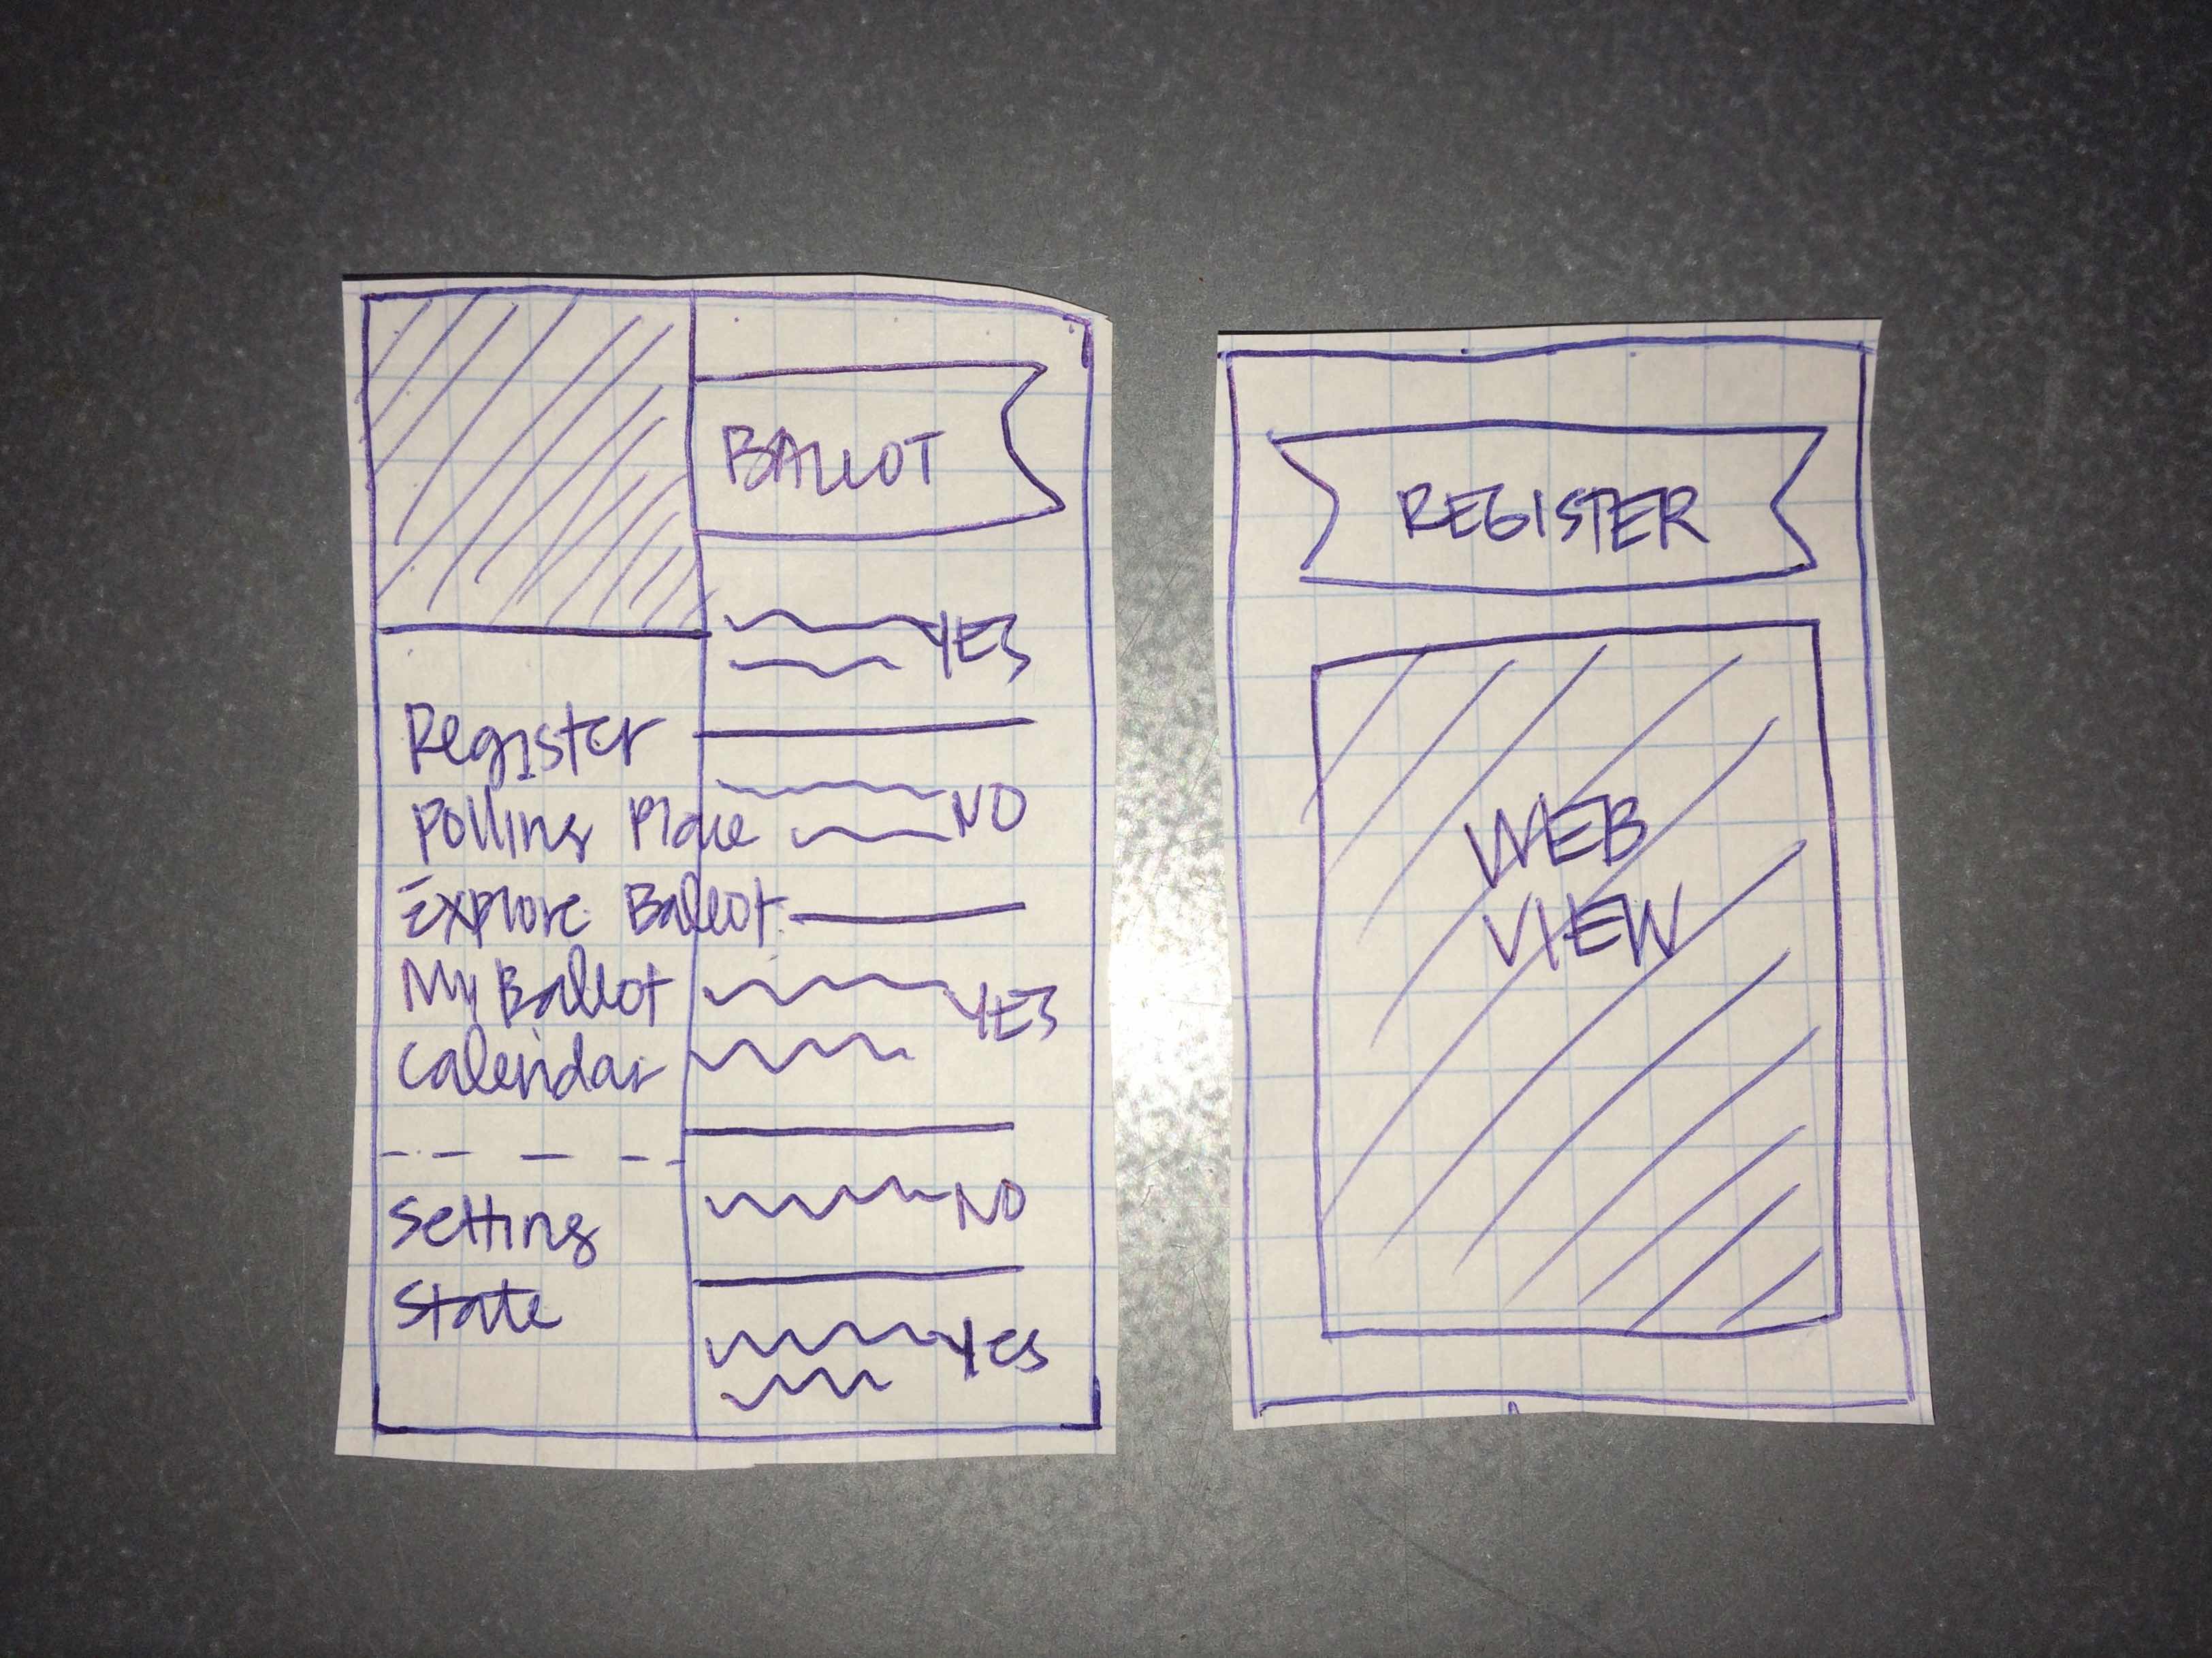 BALLOT
YES
NO
YES
NO
YES
Register
Polling Place
Explore Ballot
My Ballot
Calendar
Setting
State
REGISTER
WEB
VIEW